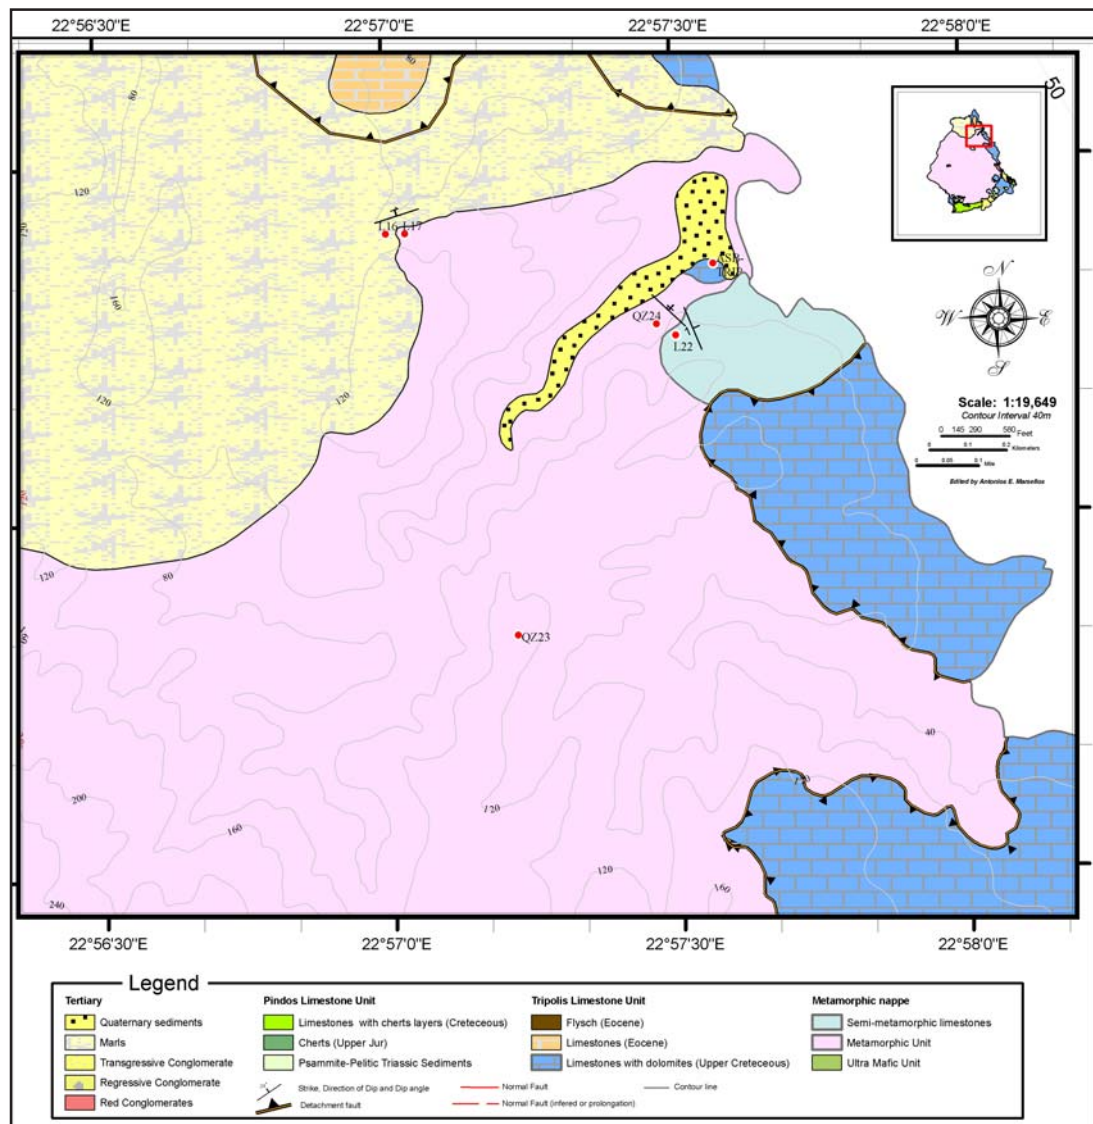 22°56'30"E 22°57'0"E 22°57'30"E 22°58'0"E
80
50
80
120
120
120
L16 L17
160
N
QZ24
W E
L22
S
120
120
Scale: 1:19,649
Contour Interval 40m
0 145 290 580 Feet
0 0.1 0.2 Kilometers
0 0.05 0.1 Mile
Edited by Antonios E. Marsellos
120
120
80
QZ23
40
200
120
160
120
160
240
22°56'30"E 22°57'0"E 22°57'30"E 22°58'0"E
Legend
Tertiary Pindos Limestone Unit Tripolis Limestone Unit Metamorphic nappe
Quaternary sediments Limestones with cherts layers (Creteceous) Flysch (Eocene) Semi-metamorphic limestones
Marls Cherts (Upper Jur) Limestones (Eocene) Metamorphic Unit
Transgressive Conglomerate Psammite-Pelitic Triassic Sediments Limestones with dolomites (Upper Creteceous) Ultra Mafic Unit
Regressive Conglomerate Strike, Direction of Dip and Dip angle Normal Fault Contour line
Red Conglomerates Detachment fault Normal Fault (infered or prolongation)